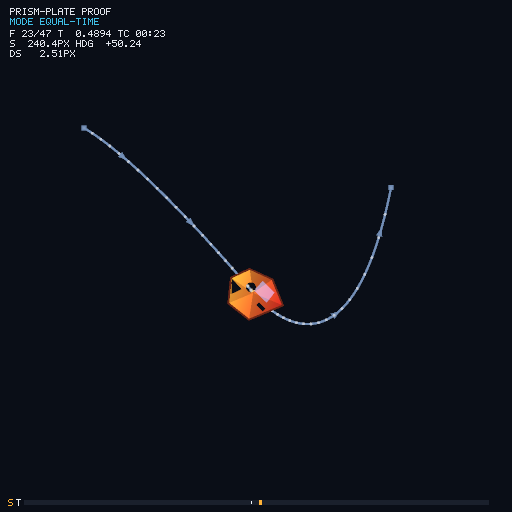 PRISM-PLATE PROOF
MODE EQUAL-TIME
F 23/47 T  0.4894 TC 00:23
S  240.4PX HDG  +50.24
DS   2.51PX
ST